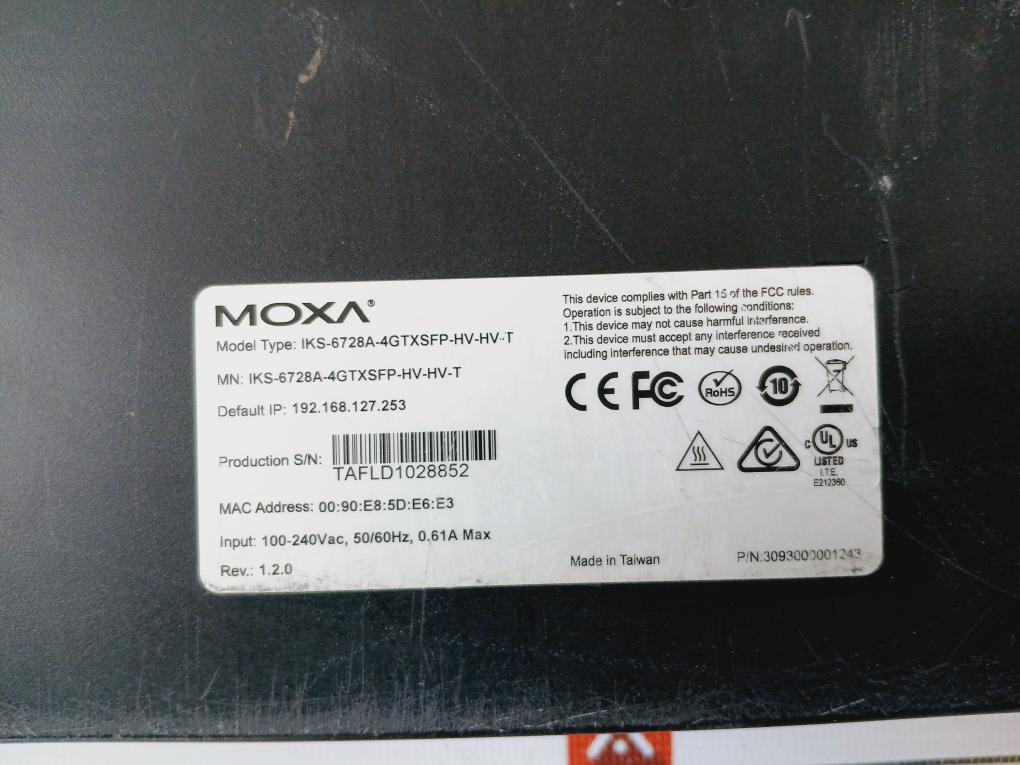 MOXA®
Model Type: IKS-6728A-4GTXSFP-HV-HV-T
MN: IKS-6728A-4GTXSFP-HV-HV-T
Default IP: 192.168.127.253
Production S/N:
TAFLD1028852
MAC Address: 00:90:E8:5D:E6:E3
Input: 100-240Vac, 50/60Hz, 0.61A Max
Rev.: 1.2.0
This device complies with Part 15 of the FCC rules.
Operation is subject to the following conditions:
1.This device may not cause harmful interference.
2.This device must accept any interference received
including interference that may cause undesired operation.
CE FC RoHS 10
c UL US
LISTED
I.T.E.
E212360
Made in Taiwan
P/N:3093000001243